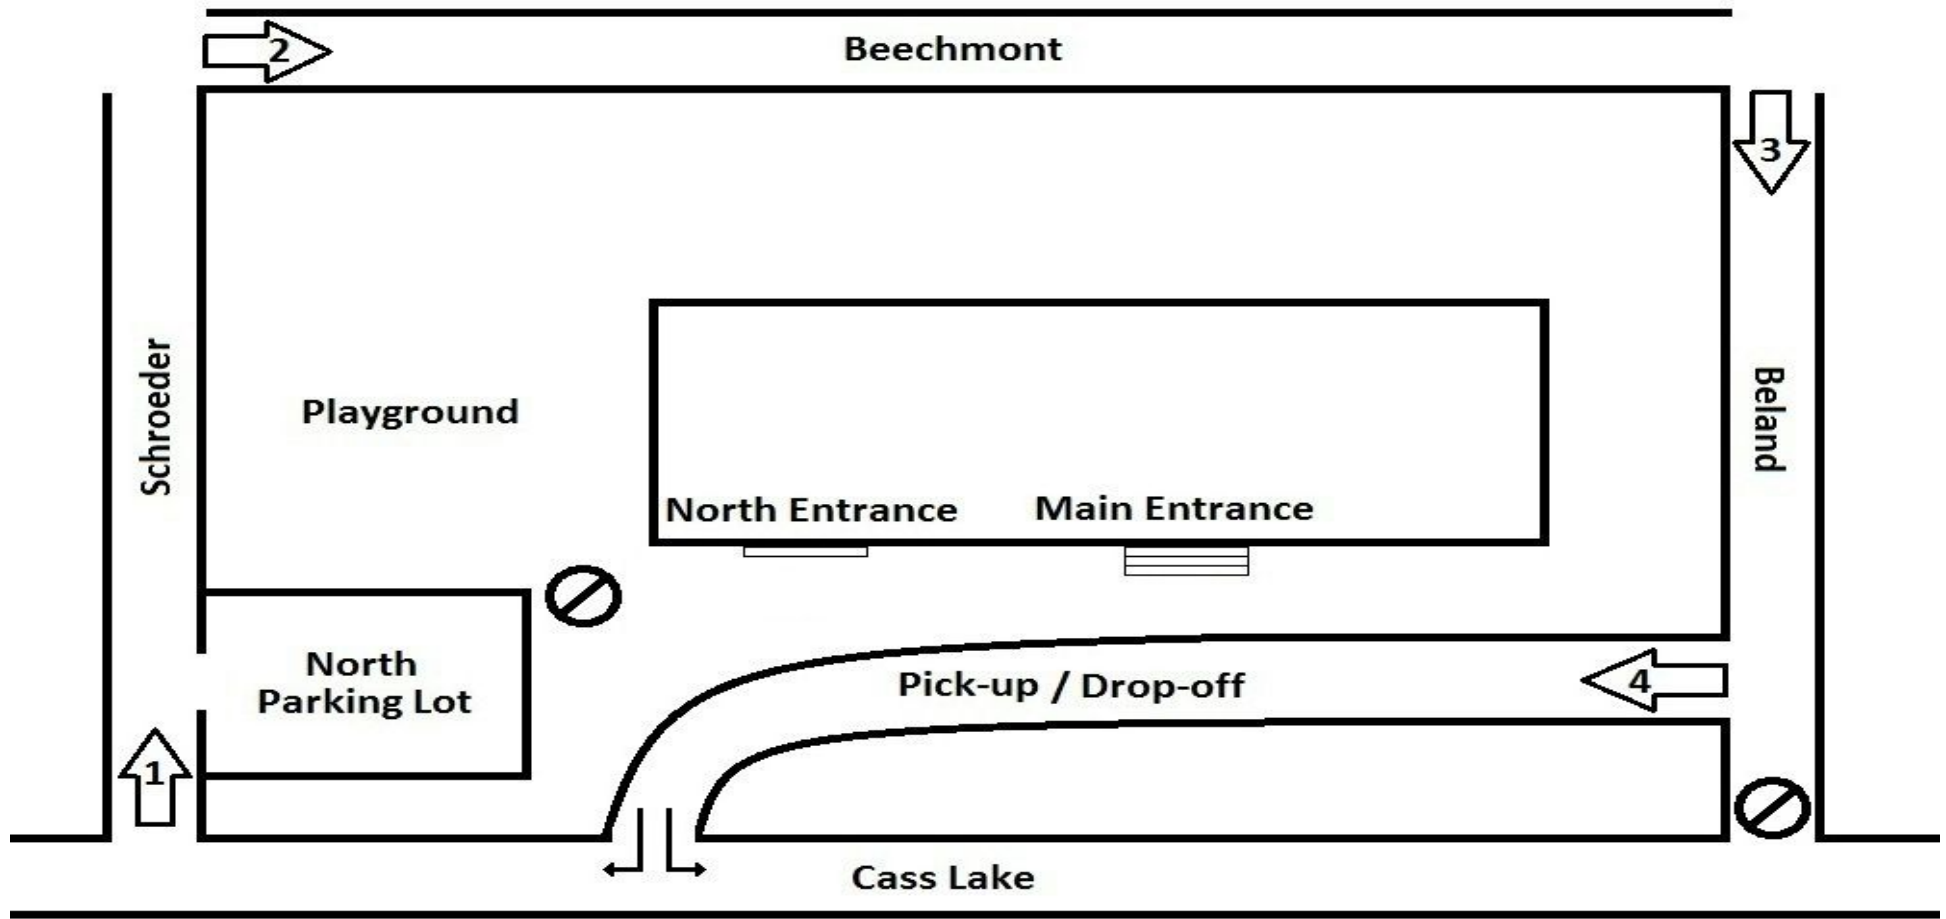 2
Beechmont
3
Schroeder
Playground
Beland
North Entrance
Main Entrance
North
Parking Lot
Pick-up / Drop-off
4
1
Cass Lake